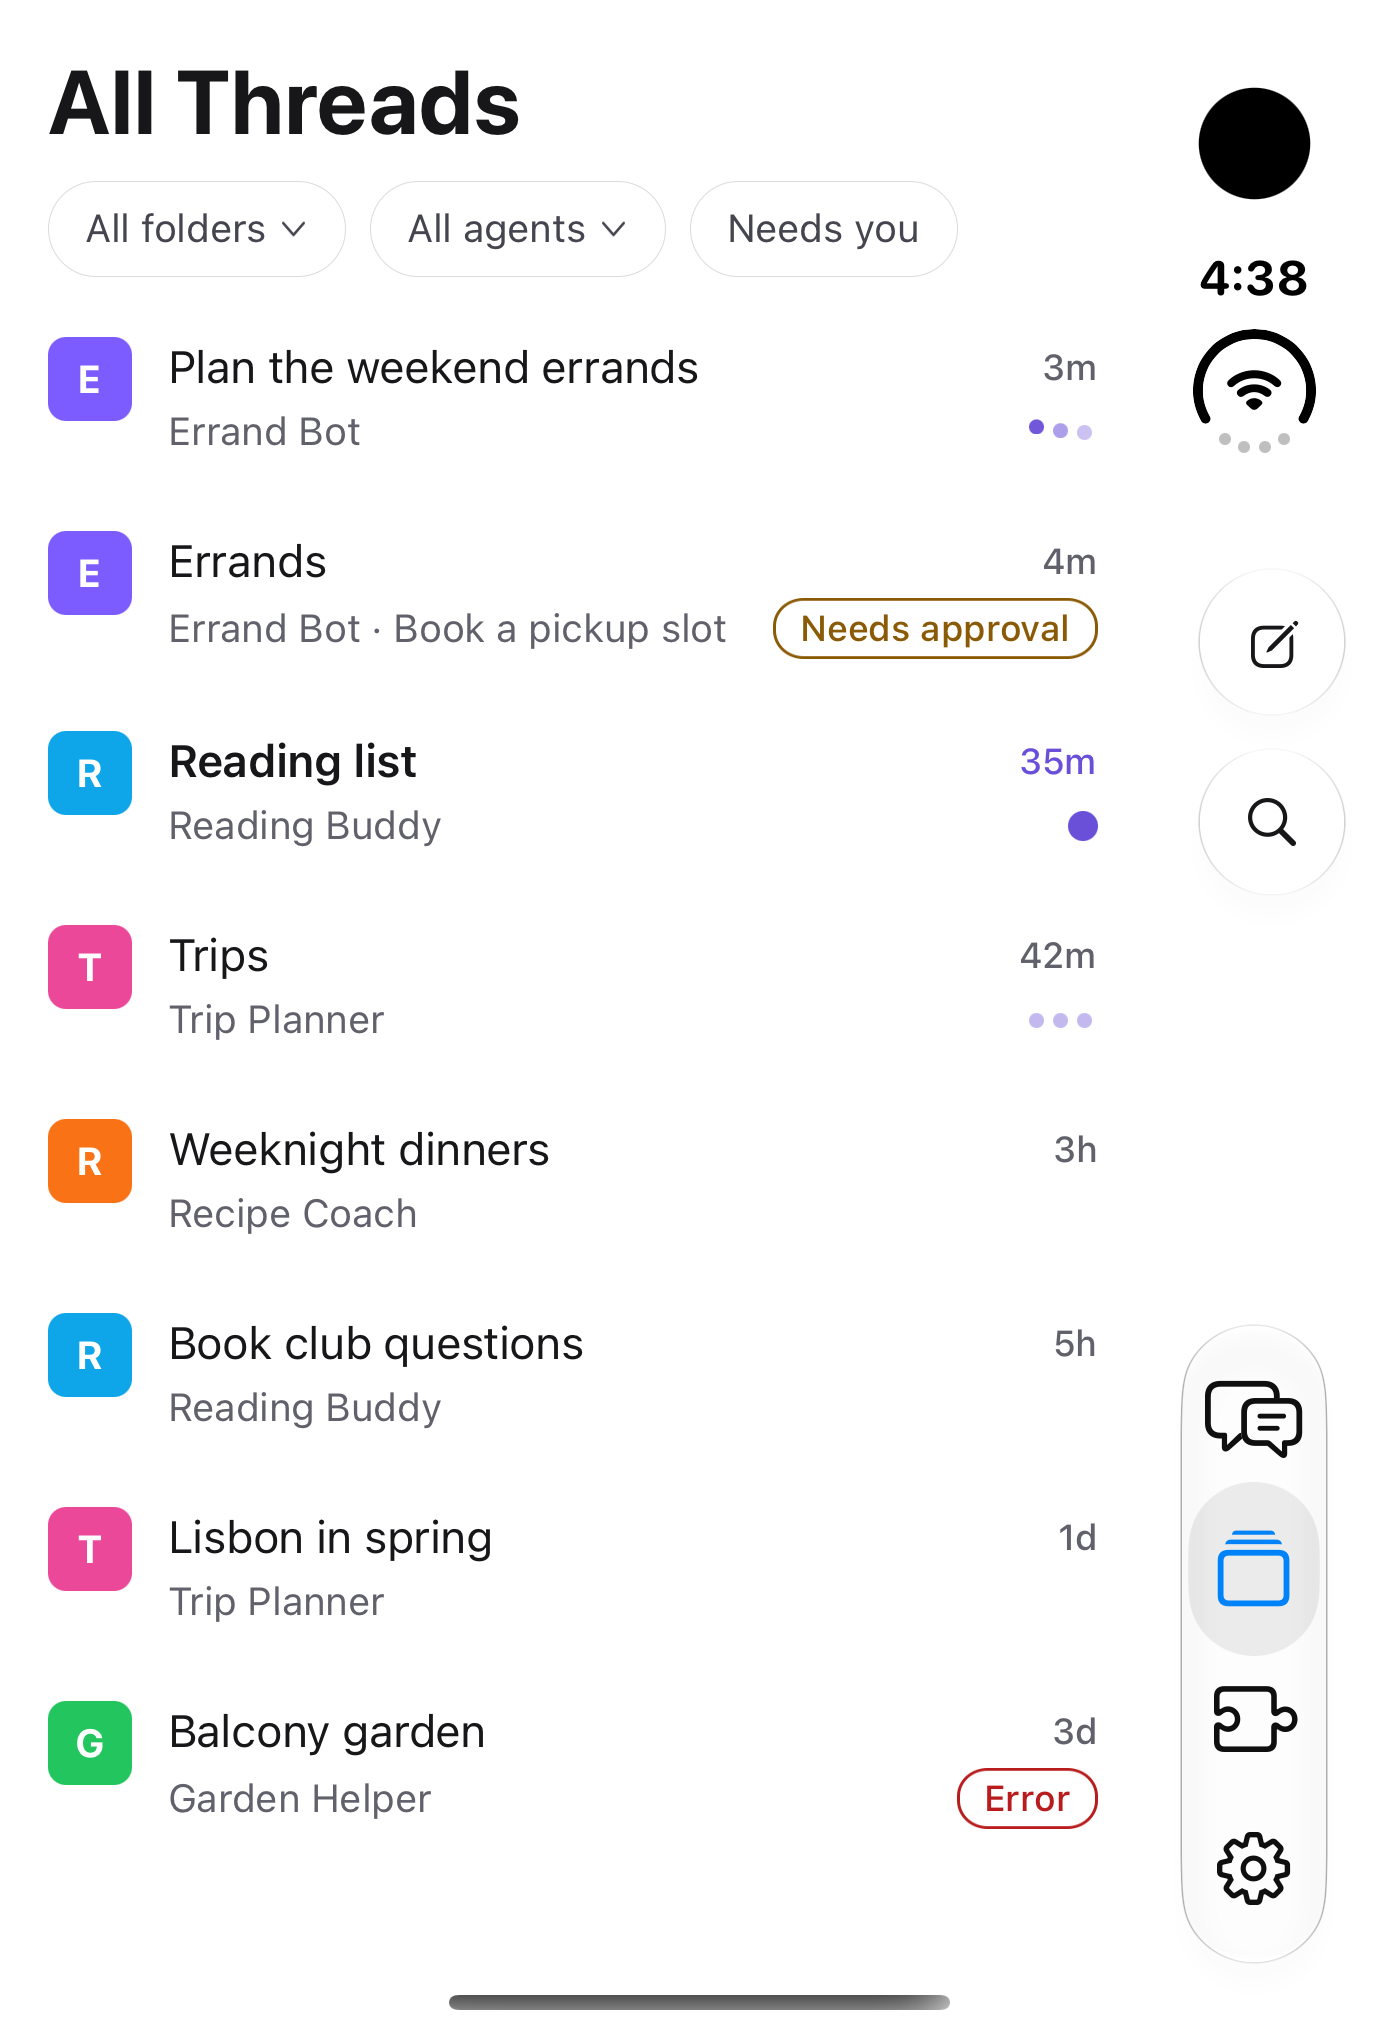 All Threads
All folders
All agents
Needs you
4:38
E
Plan the weekend errands
3m
Errand Bot
E
Errands
4m
Errand Bot · Book a pickup slot
Needs approval
R
Reading list
35m
Reading Buddy
T
Trips
42m
Trip Planner
R
Weeknight dinners
3h
Recipe Coach
R
Book club questions
5h
Reading Buddy
T
Lisbon in spring
1d
Trip Planner
G
Balcony garden
3d
Garden Helper
Error